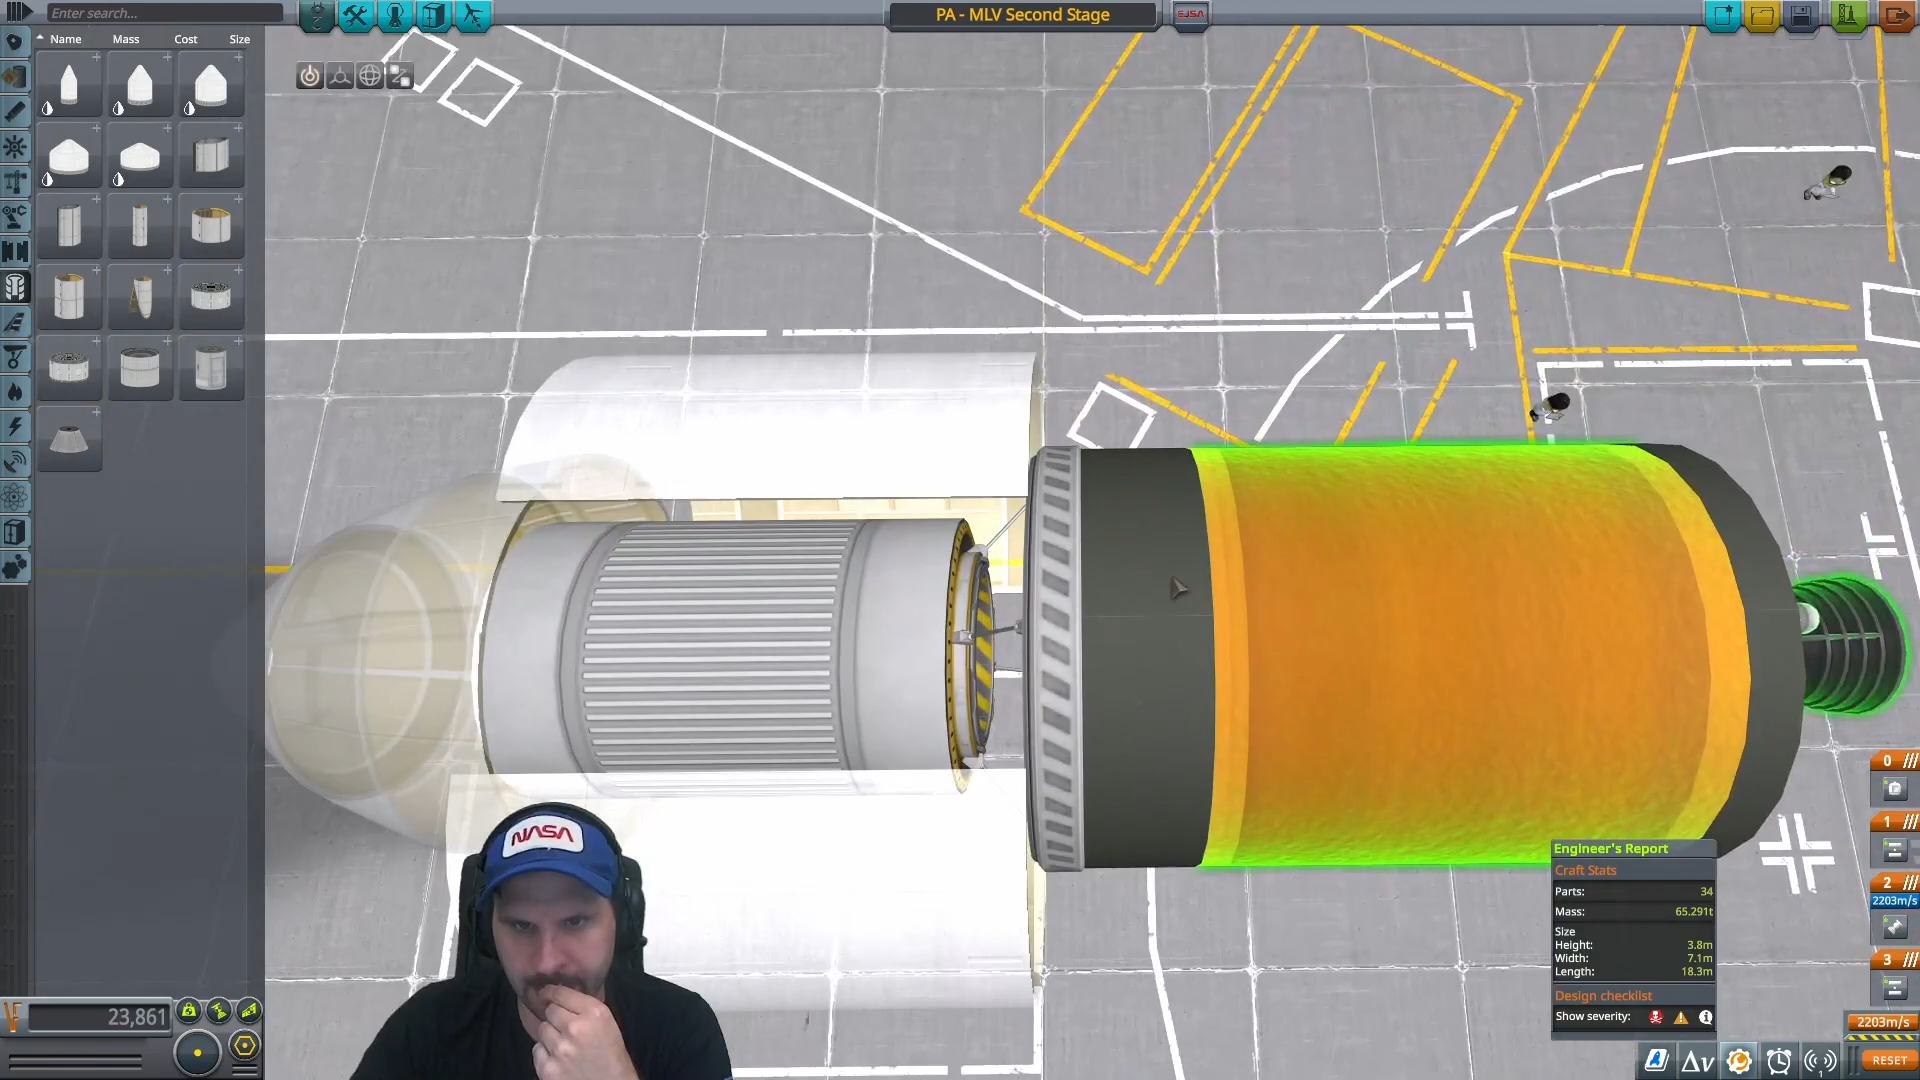 Enter search...
PA - MLV Second Stage
EJSA
Name Mass Cost Size
NASA
0
1
2
2203m/s
3
Engineer's Report
Craft Stats
Parts: 34
Mass: 65.291t
Size
Height: 3.8m
Width: 7.1m
Length: 18.3m
Design checklist
Show severity:
23,861
2203m/s
Δv
RESET